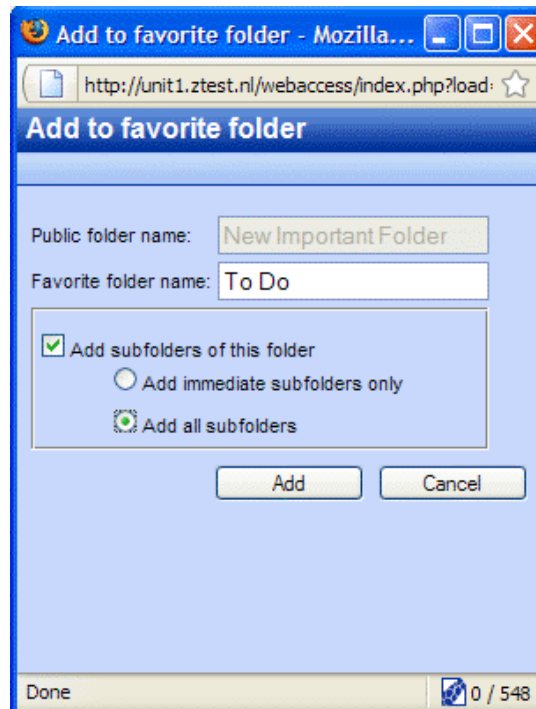 Add to favorite folder - Mozilla...
http://unit1.ztest.nl/webaccess/index.php?load
Add to favorite folder
Public folder name: New Important Folder
Favorite folder name: To Do
Add subfolders of this folder
Add immediate subfolders only
Add all subfolders
Add Cancel
Done 0 / 548